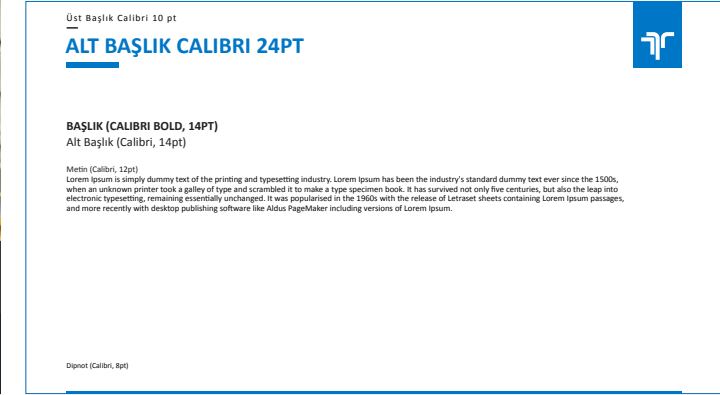 Üst Başlık Calibri 10 pt
ALT BAŞLIK CALIBRI 24PT
BAŞLIK (CALIBRI BOLD, 14PT)
Alt Başlık (Calibri, 14pt)
Metin (Calibri, 12pt)
Lorem Ipsum is simply dummy text of the printing and typesetting industry. Lorem Ipsum has been the industry's standard dummy text ever since the 1500s,
when an unknown printer took a galley of type and scrambled it to make a type specimen book. It has survived not only five centuries, but also the leap into
electronic typesetting, remaining essentially unchanged. It was popularised in the 1960s with the release of Letraset sheets containing Lorem Ipsum passages,
and more recently with desktop publishing software like Aldus PageMaker including versions of Lorem Ipsum.
Dipnot (Calibri, 8pt)